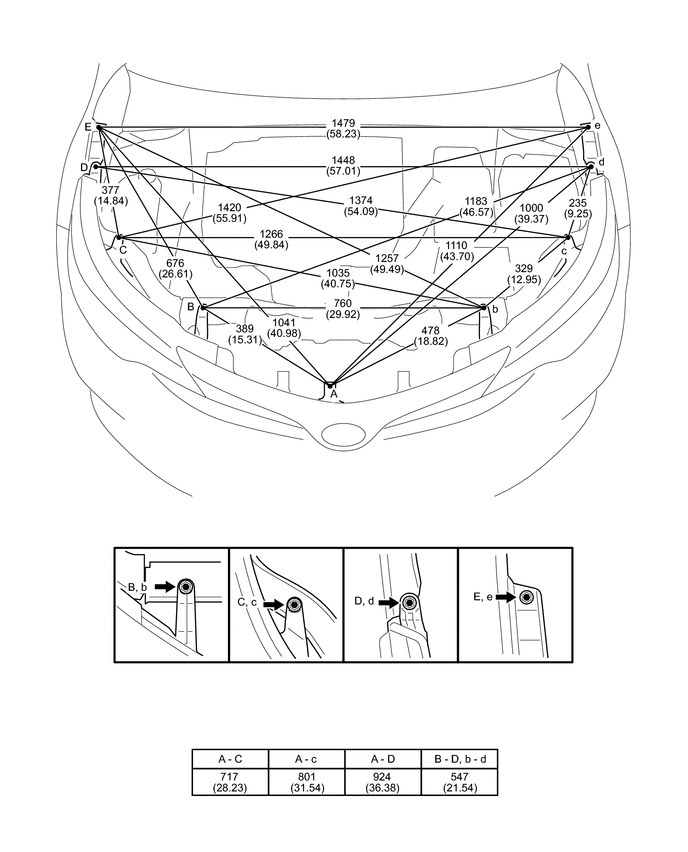 1479
(58.23)
E
e
1448
(57.01)
D
d
377
(14.84)
1374
(54.09)
1183
(46.57)
235
(9.25)
1420
(55.91)
1000
(39.37)
1266
(49.84)
1110
(43.70)
C
c
676
(26.61)
1257
(49.49)
1035
(40.75)
329
(12.95)
760
(29.92)
B
b
389
(15.31)
1041
(40.98)
478
(18.82)
A
B, b
C, c
D, d
E, e
A - C
A - c
A - D
B - D, b - d
717
(28.23)
801
(31.54)
924
(36.38)
547
(21.54)